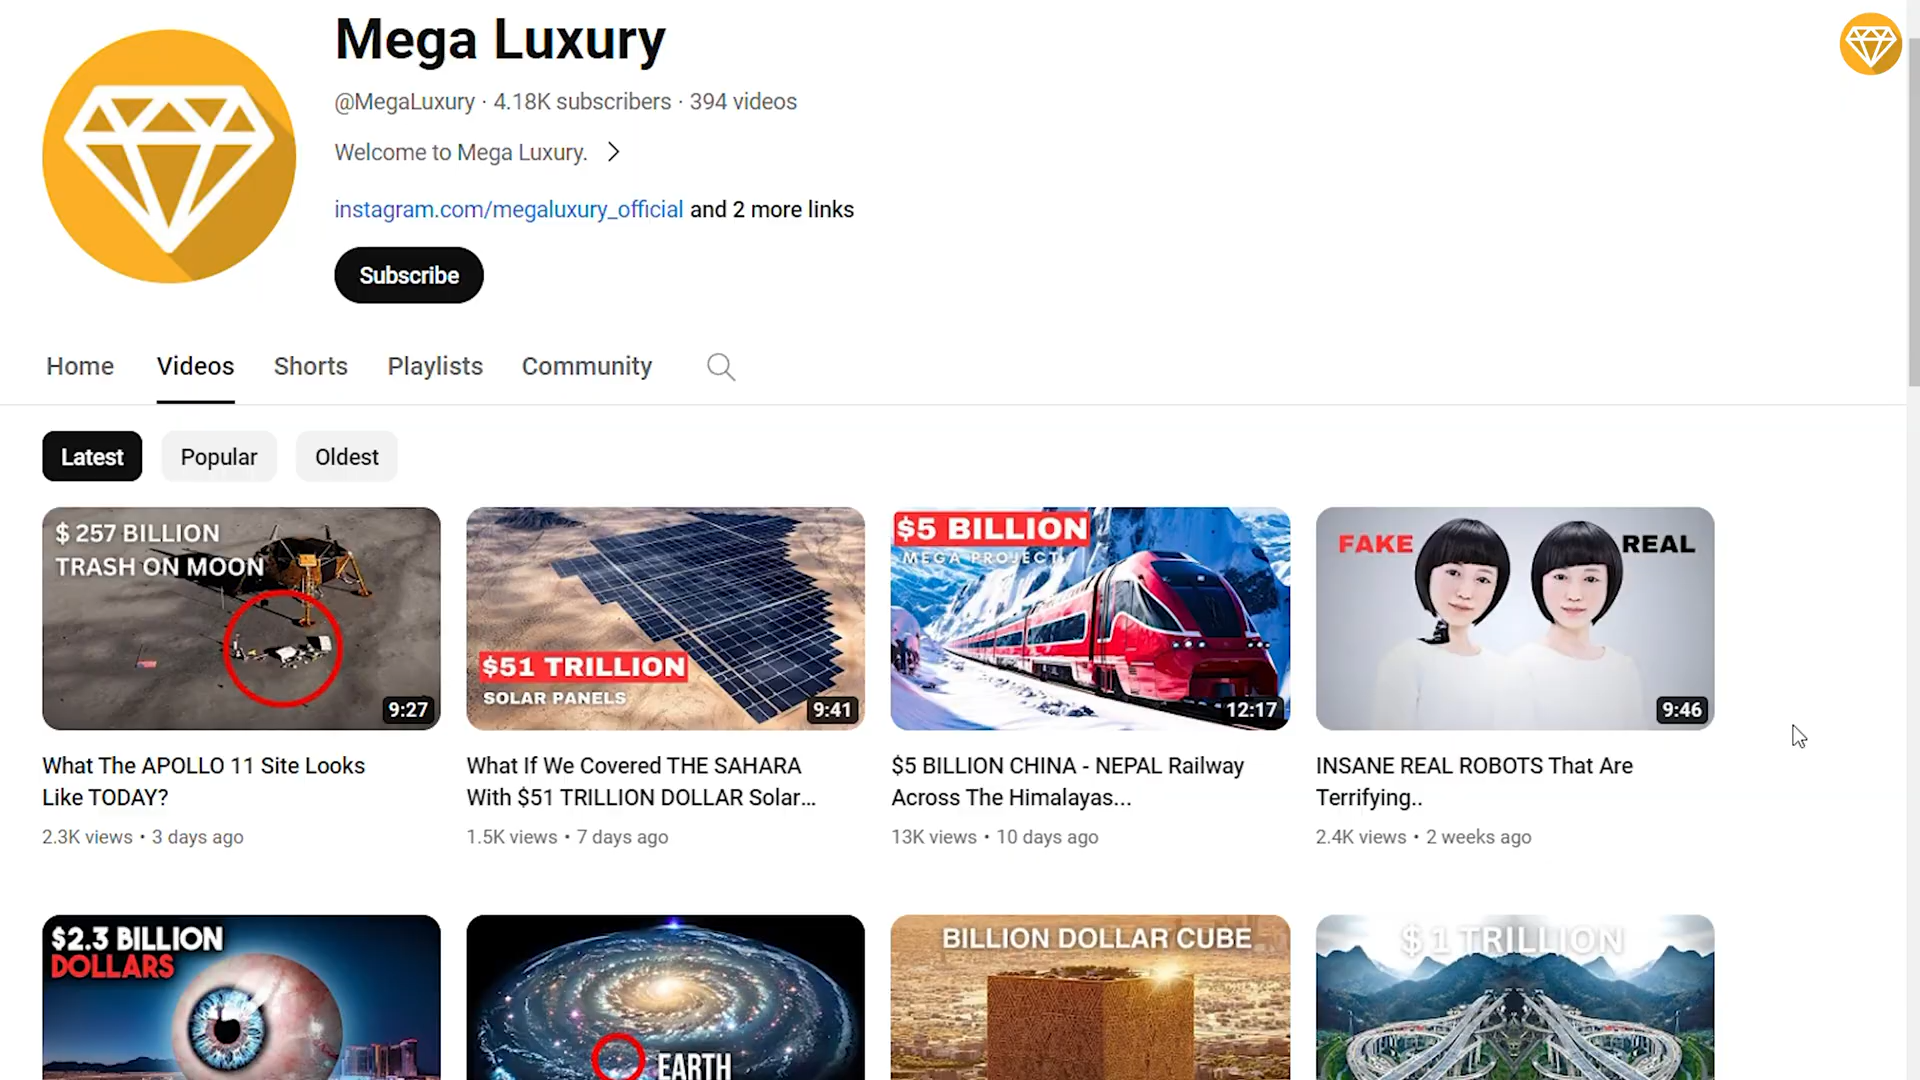 Mega Luxury
@MegaLuxury · 4.18K subscribers · 394 videos
Welcome to Mega Luxury.
instagram.com/megaluxury_official and 2 more links
Subscribe
Home Videos Shorts Playlists Community
Latest Popular Oldest
$ 257 BILLION
TRASH ON MOON
9:27
$51 TRILLION
SOLAR PANELS
9:41
$5 BILLION
MEGA PROJECT
12:17
FAKE REAL
9:46
What The APOLLO 11 Site Looks
Like TODAY?
2.3K views • 3 days ago
What If We Covered THE SAHARA
With $51 TRILLION DOLLAR Solar...
1.5K views • 7 days ago
$5 BILLION CHINA - NEPAL Railway
Across The Himalayas...
13K views • 10 days ago
INSANE REAL ROBOTS That Are
Terrifying..
2.4K views • 2 weeks ago
$2.3 BILLION
DOLLARS
EARTH
BILLION DOLLAR CUBE
$ 1 TRILLION